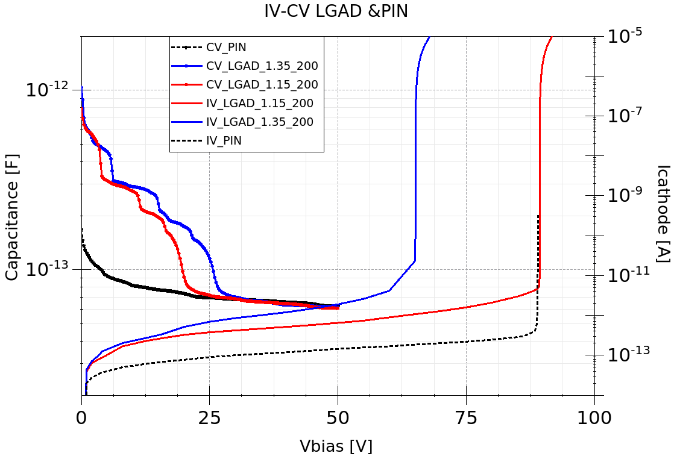 IV-CV LGAD &PIN
CV_PIN
CV_LGAD_1.35_200
CV_LGAD_1.15_200
IV_LGAD_1.15_200
IV_LGAD_1.35_200
IV_PIN
Capacitance [F]
10-12
10-13
Icathode [A]
10-5
10-7
10-9
10-11
10-13
0 25 50 75 100
Vbias [V]